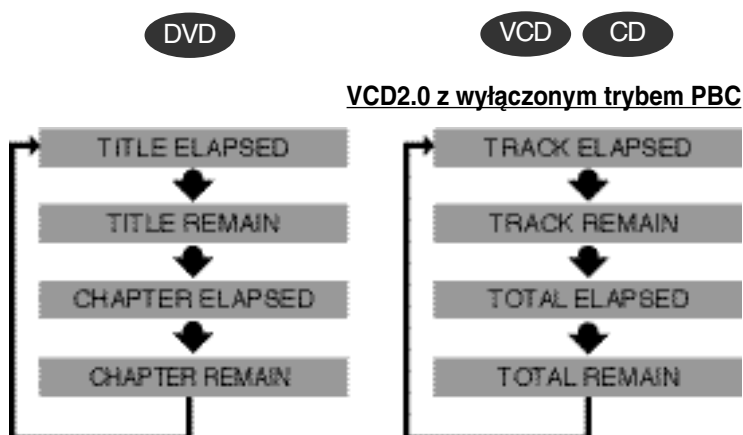 DVD
VCD CD
VCD2.0 z wyłączonym trybem PBC
TITLE ELAPSED
TITLE REMAIN
CHAPTER ELAPSED
CHAPTER REMAIN
TRACK ELAPSED
TRACK REMAIN
TOTAL ELAPSED
TOTAL REMAIN